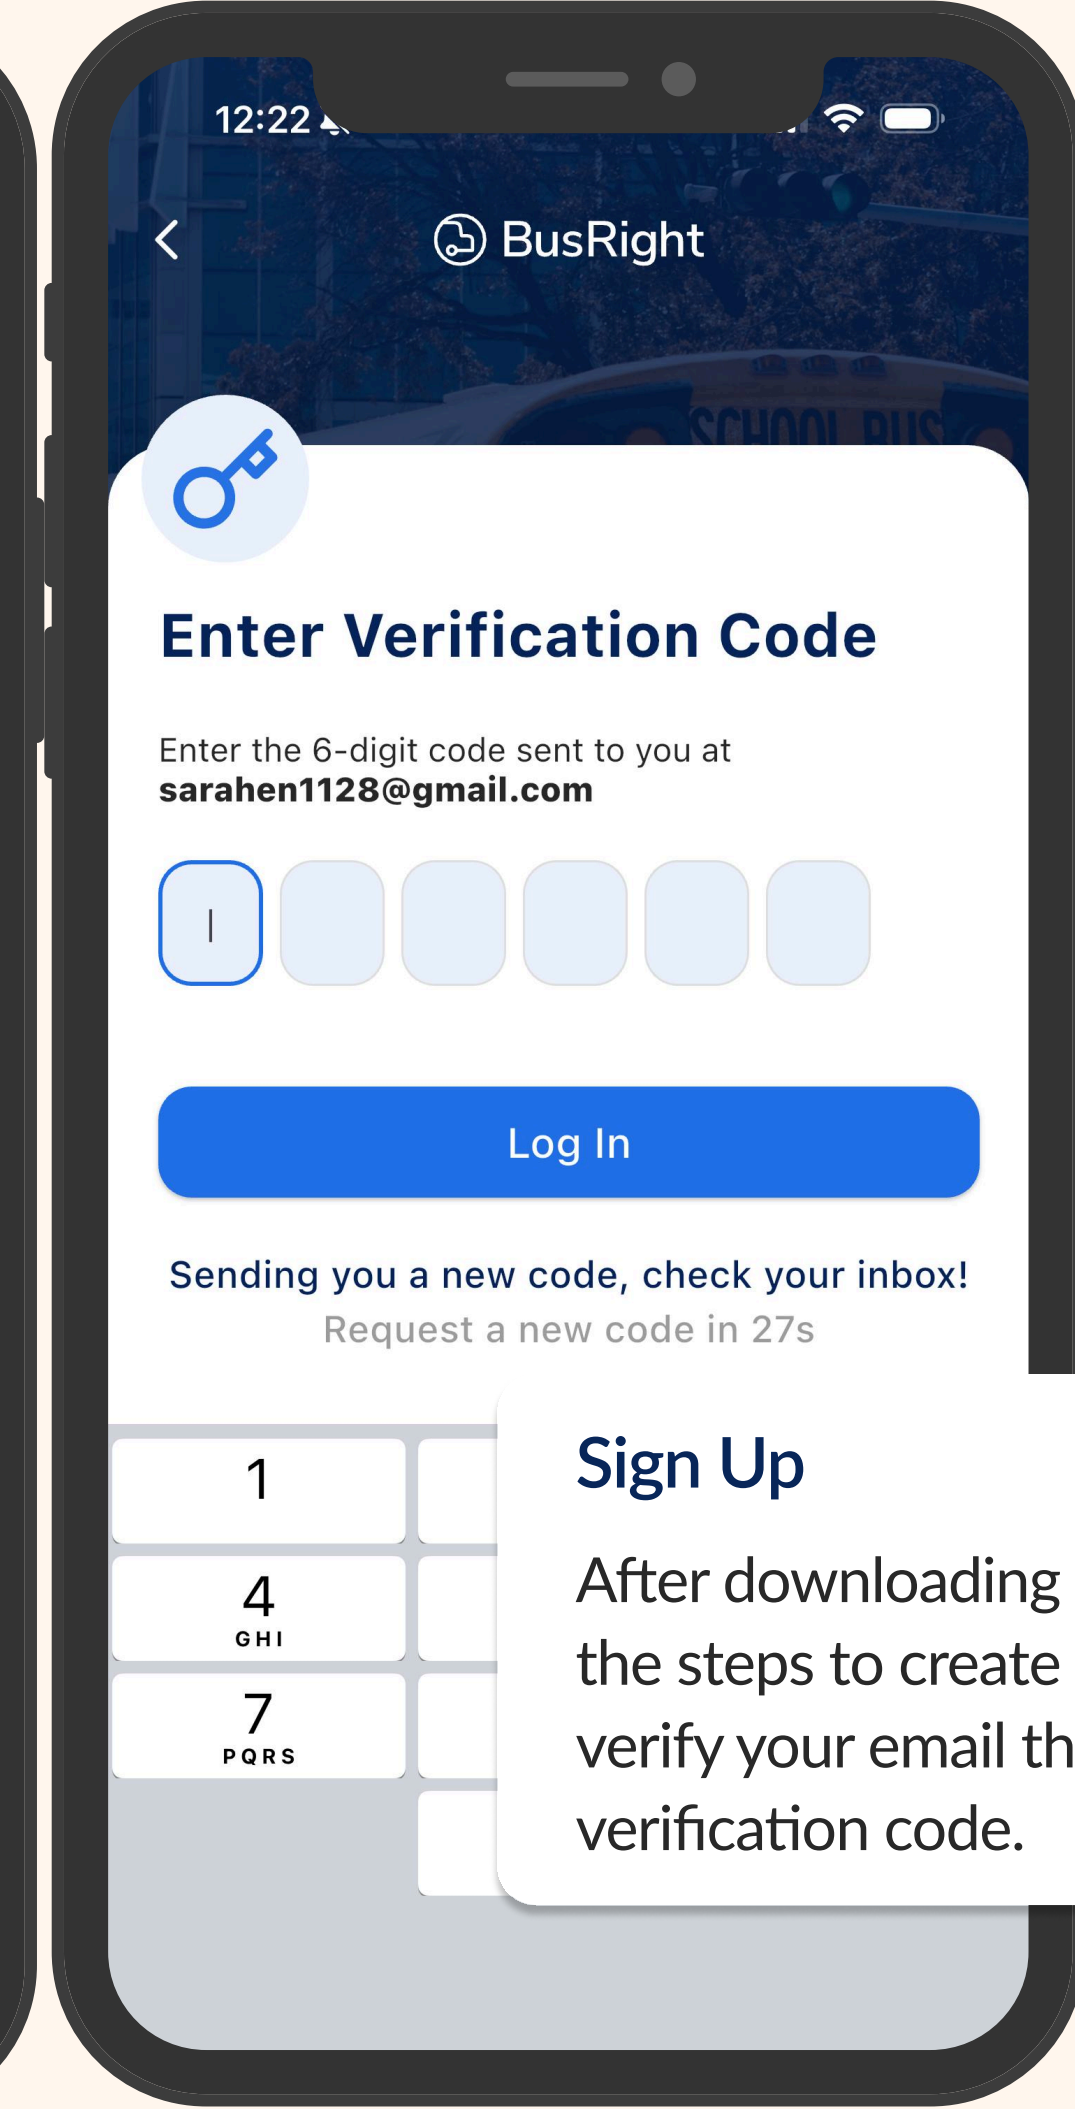 12:22
BusRight
SCHOOL BUS
Enter Verification Code
Enter the 6-digit code sent to you at
sarahen1128@gmail.com
Log In
Sending you a new code, check your inbox!
Request a new code in 27s
1
4
GHI
7
PQRS
Sign Up
After downloading
the steps to create
verify your email th
verification code.